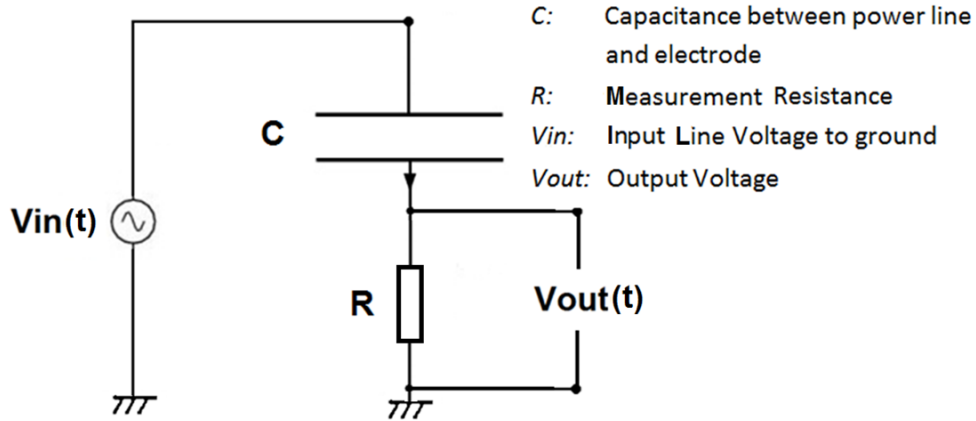 C: Capacitance between power line
and electrode
R: Measurement Resistance
Vin: Input Line Voltage to ground
Vout: Output Voltage
C
Vin(t)
R
Vout(t)